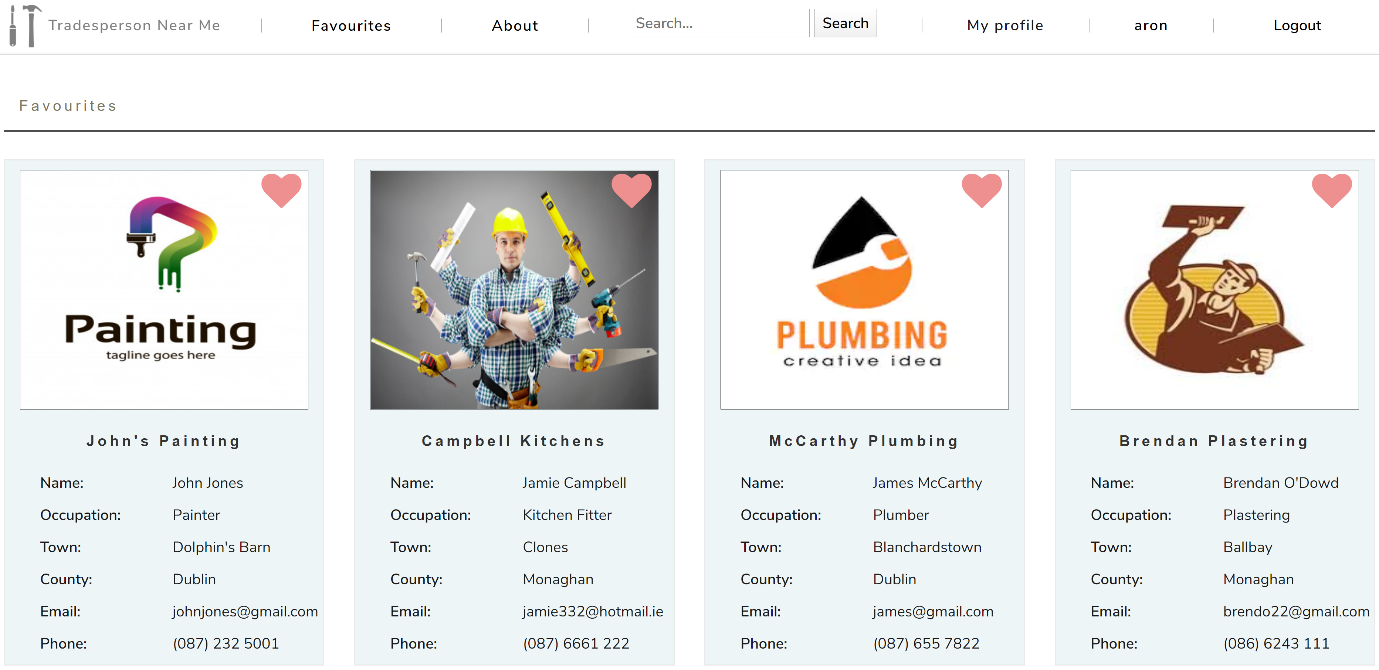 Tradesperson Near Me | Favourites | About | Search... Search | My profile | aron | Logout
Favourites
Painting
tagline goes here
PLUMBING
creative idea
John's Painting
Name: John Jones
Occupation: Painter
Town: Dolphin's Barn
County: Dublin
Email: johnjones@gmail.com
Phone: (087) 232 5001
Campbell Kitchens
Name: Jamie Campbell
Occupation: Kitchen Fitter
Town: Clones
County: Monaghan
Email: jamie332@hotmail.ie
Phone: (087) 6661 222
McCarthy Plumbing
Name: James McCarthy
Occupation: Plumber
Town: Blanchardstown
County: Dublin
Email: james@gmail.com
Phone: (087) 655 7822
Brendan Plastering
Name: Brendan O'Dowd
Occupation: Plastering
Town: Ballbay
County: Monaghan
Email: brendo22@gmail.com
Phone: (086) 6243 111